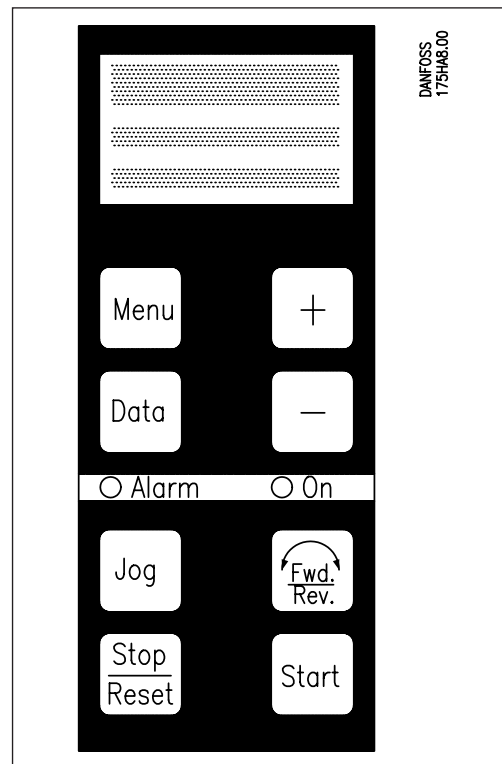 DANFOSS
175HA8.00
Menu
+
Data
−
Alarm
On
Jog
Fwd.
Rev.
Stop
Reset
Start